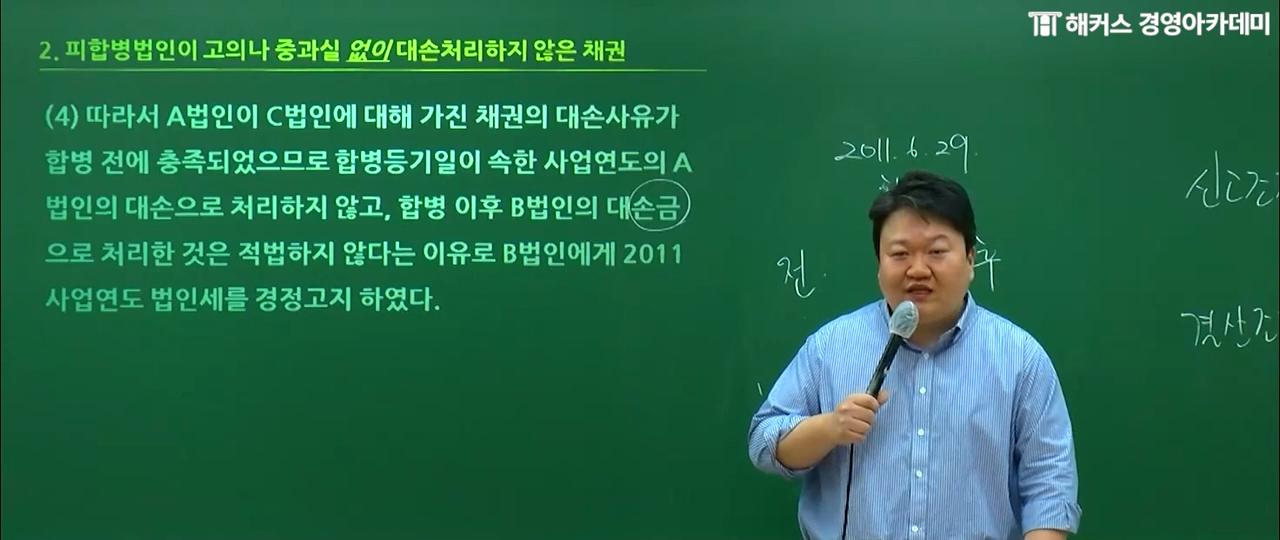 해커스 경영아카데미
2. 피합병법인이 고의나 중과실 없이 대손처리하지 않은 채권
(4) 따라서 A법인이 C법인에 대해 가진 채권의 대손사유가
합병 전에 충족되었으므로 합병등기일이 속한 사업연도의 A
법인의 대손으로 처리하지 않고, 합병 이후 B법인의 대손금
으로 처리한 것은 적법하지 않다는 이유로 B법인에게 2011
사업연도 법인세를 경정고지 하였다.
2011. 6. 29.
전
신고조
결산조